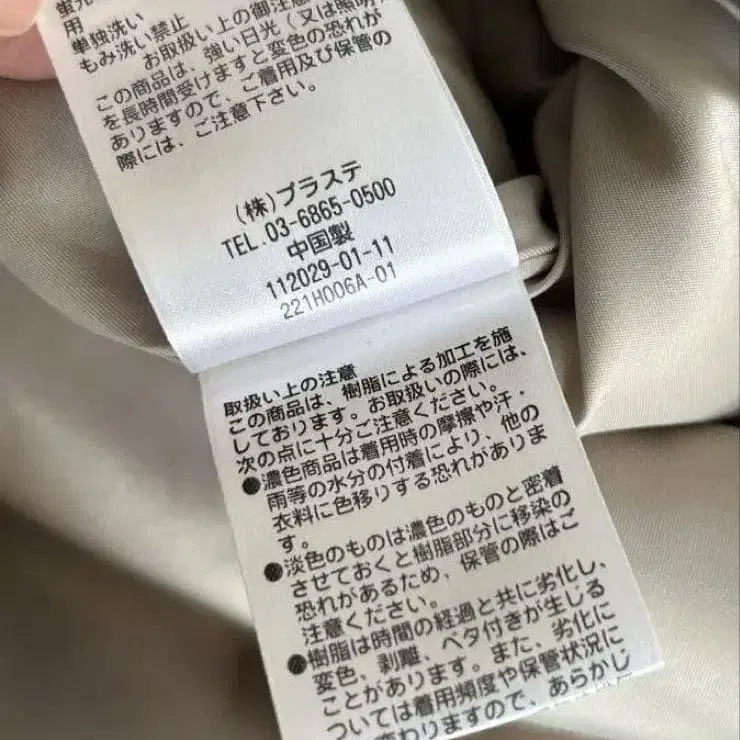 用
単独洗い
もみ洗い禁止
お取扱い上の御注意
この商品は、強い日光(又は照明)
を長時間受けますと変色の恐れが
ありますので、ご着用及び保管の
際には、ご注意下さい。
(株)プラステ
TEL.03-6865-0500
中国製
112029-01-11
221H006A-01
取扱い上の注意
この商品は、樹脂による加工を施
しております。お取扱いの際には、
次の点に十分ご注意ください。
●濃色商品は着用時の摩擦や汗・
雨等の水分の付着により、他の
衣料に色移りする恐れがありま
す。
●淡色のものは濃色のものと密着
させておくと樹脂部分に移染の
恐れがあるため、保管の際はご
注意ください。
●樹脂は時間の経過と共に劣化し、
変色、剥離、ベタ付きが生じる
ことがあります。また、劣化に
ついては着用頻度や保管状況に
変わりますので、あらかじ